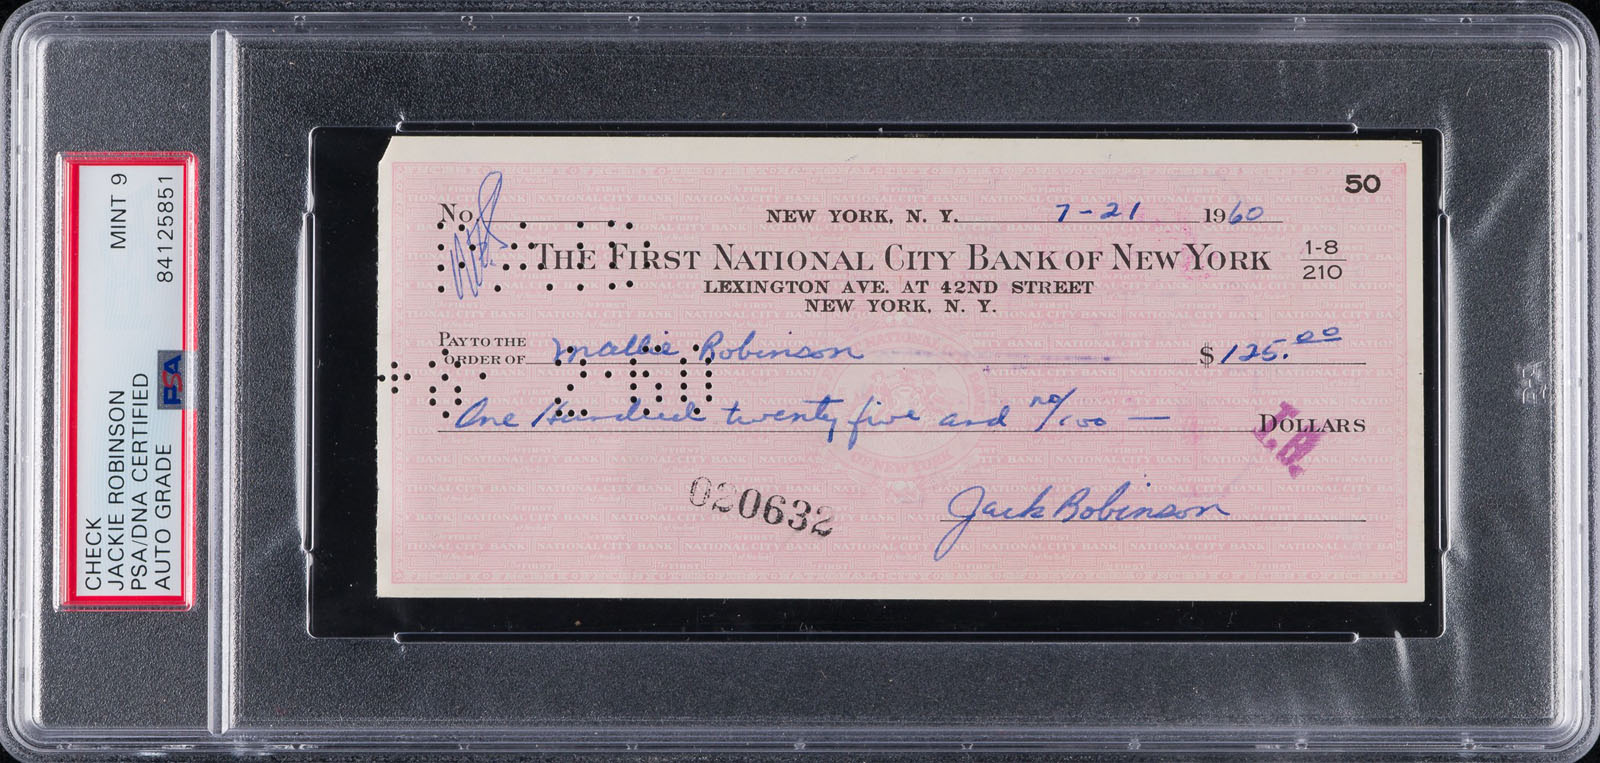 CHECK
JACKIE ROBINSON
PSA/DNA CERTIFIED
AUTO GRADE
MINT 9
84125851
PSA
50
No.
NEW YORK, N. Y. 7-21 1960
THE FIRST NATIONAL CITY BANK OF NEW YORK
1-8
210
LEXINGTON AVE. AT 42ND STREET
NEW YORK, N. Y.
PAY TO THE
ORDER OF Mallie Robinson $125.00
One Hundred twenty five and no/100 — DOLLARS
I.B.
020632
Jack Robinson